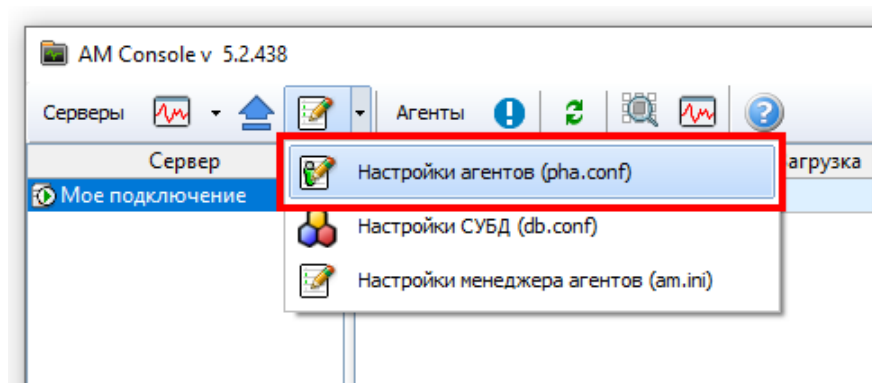 AM Console v 5.2.438
Серверы Агенты
Сервер агрузка
Мое подключение
Настройки агентов (pha.conf)
Настройки СУБД (db.conf)
Настройки менеджера агентов (am.ini)